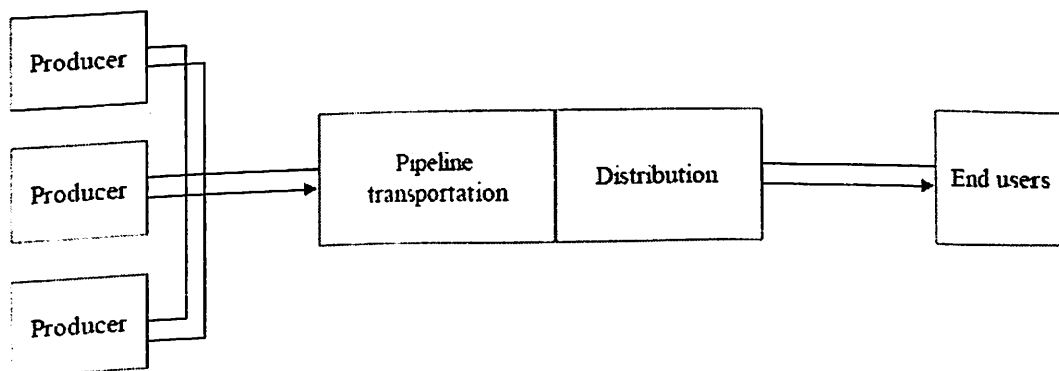 Producer
Producer
Producer
Pipeline
transportation
Distribution
End users